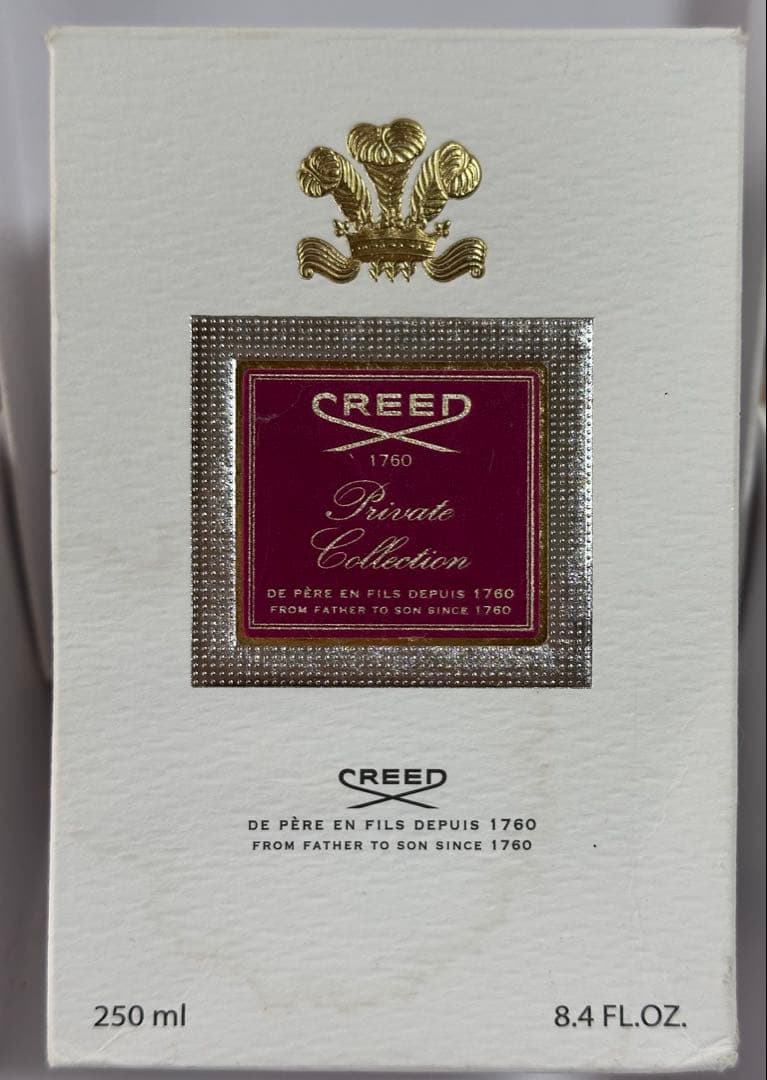 CREED
1760
Private
Collection
DE PÈRE EN FILS DEPUIS 1760
FROM FATHER TO SON SINCE 1760
CREED
DE PÈRE EN FILS DEPUIS 1760
FROM FATHER TO SON SINCE 1760
250 ml
8.4 FL.OZ.